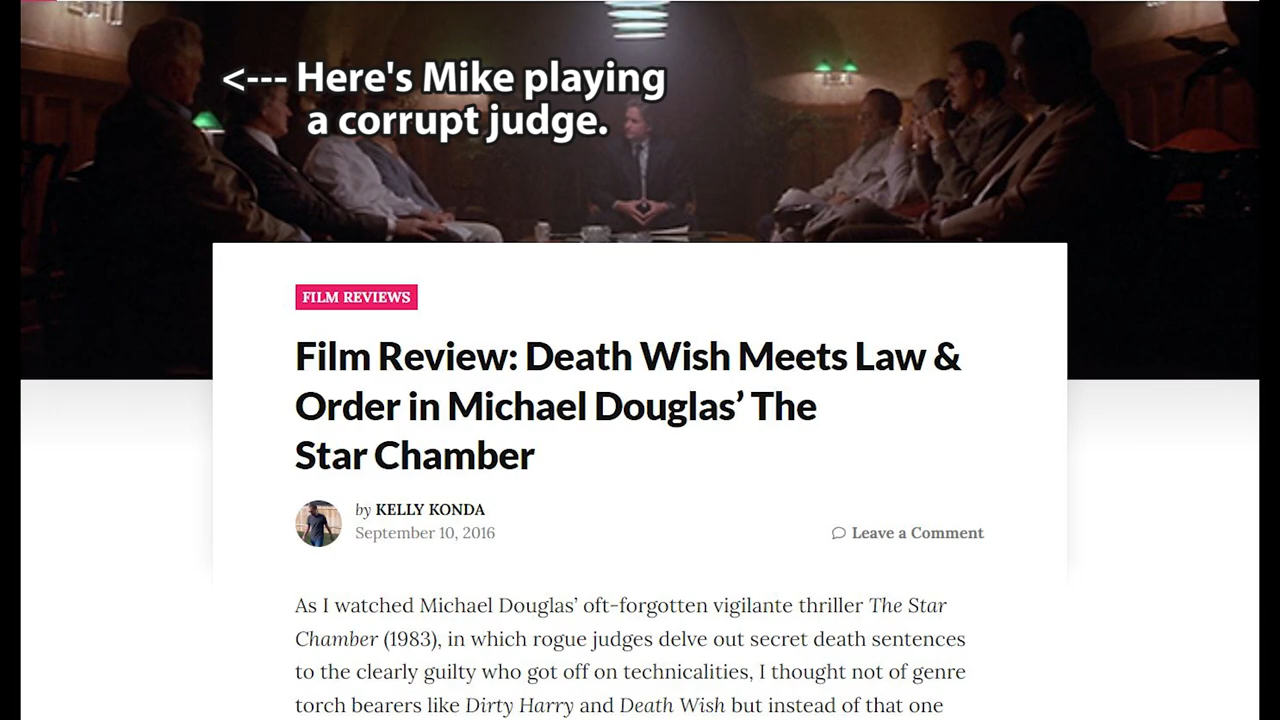 <--- Here's Mike playing
a corrupt judge.
FILM REVIEWS
Film Review: Death Wish Meets Law &
Order in Michael Douglas’ The
Star Chamber
by KELLY KONDA
September 10, 2016
Leave a Comment
As I watched Michael Douglas’ oft-forgotten vigilante thriller The Star
Chamber (1983), in which rogue judges delve out secret death sentences
to the clearly guilty who got off on technicalities, I thought not of genre
torch bearers like Dirty Harry and Death Wish but instead of that one